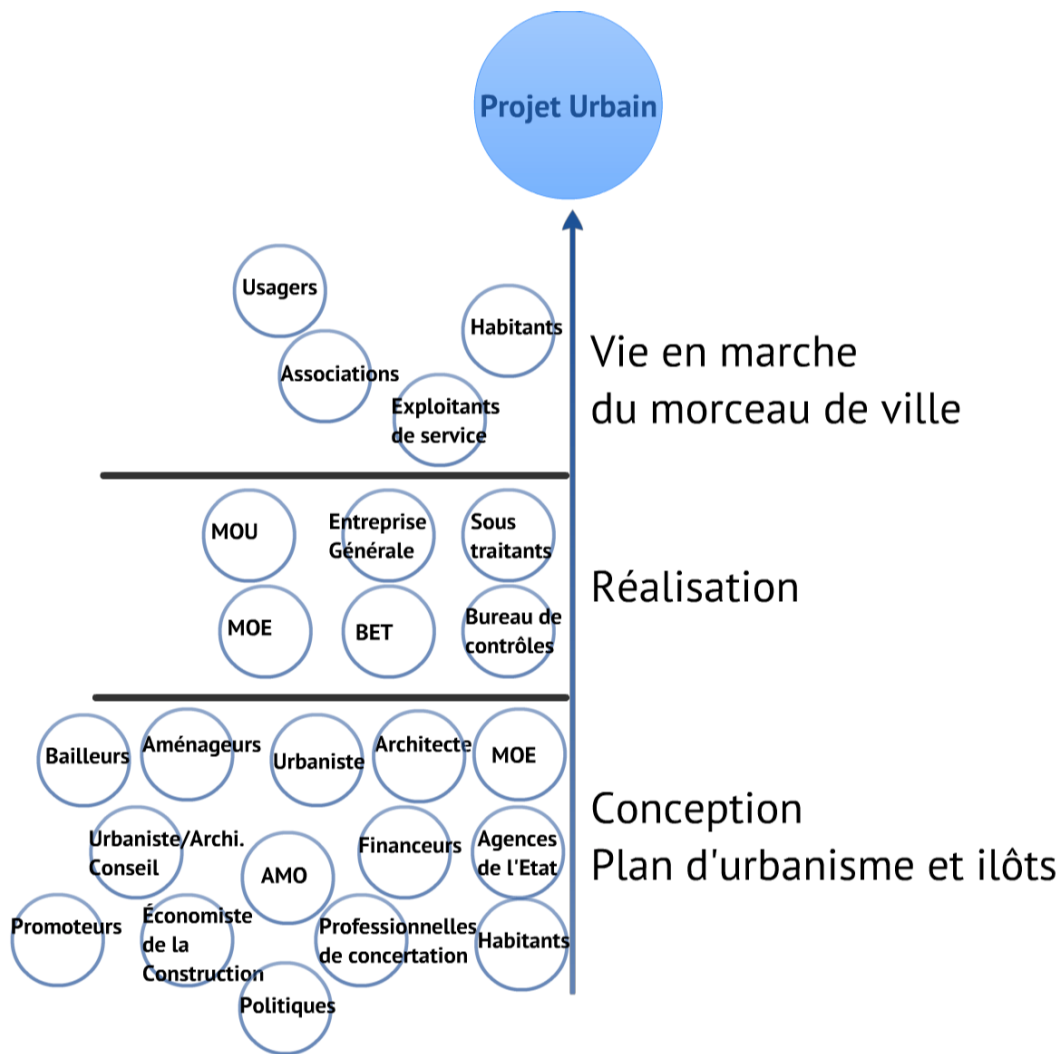 Projet Urbain
Usagers
Habitants
Associations
Exploitants
de service
Vie en marche
du morceau de ville
MOU
Entreprise
Générale
Sous
traitants
MOE
BET
Bureau de
contrôles
Réalisation
Bailleurs
Aménageurs
Urbaniste
Architecte
MOE
Urbaniste/Archi.
Conseil
AMO
Financeurs
Agences
de l'Etat
Conception
Plan d'urbanisme et ilôts
Promoteurs
Économiste
de la
Construction
Professionnelles
de concertation
Habitants
Politiques